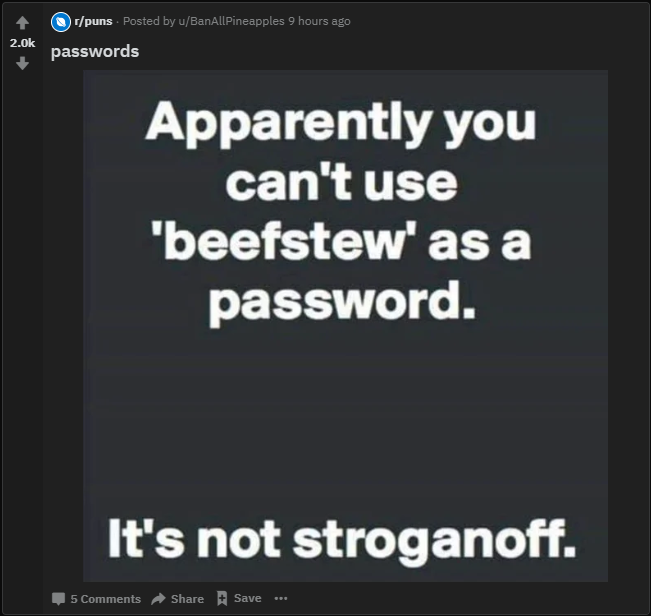 r/puns · Posted by u/BanAllPineapples 9 hours ago
2.0k
passwords
Apparently you
can't use
'beefstew' as a
password.
It's not stroganoff.
5 Comments Share Save ···